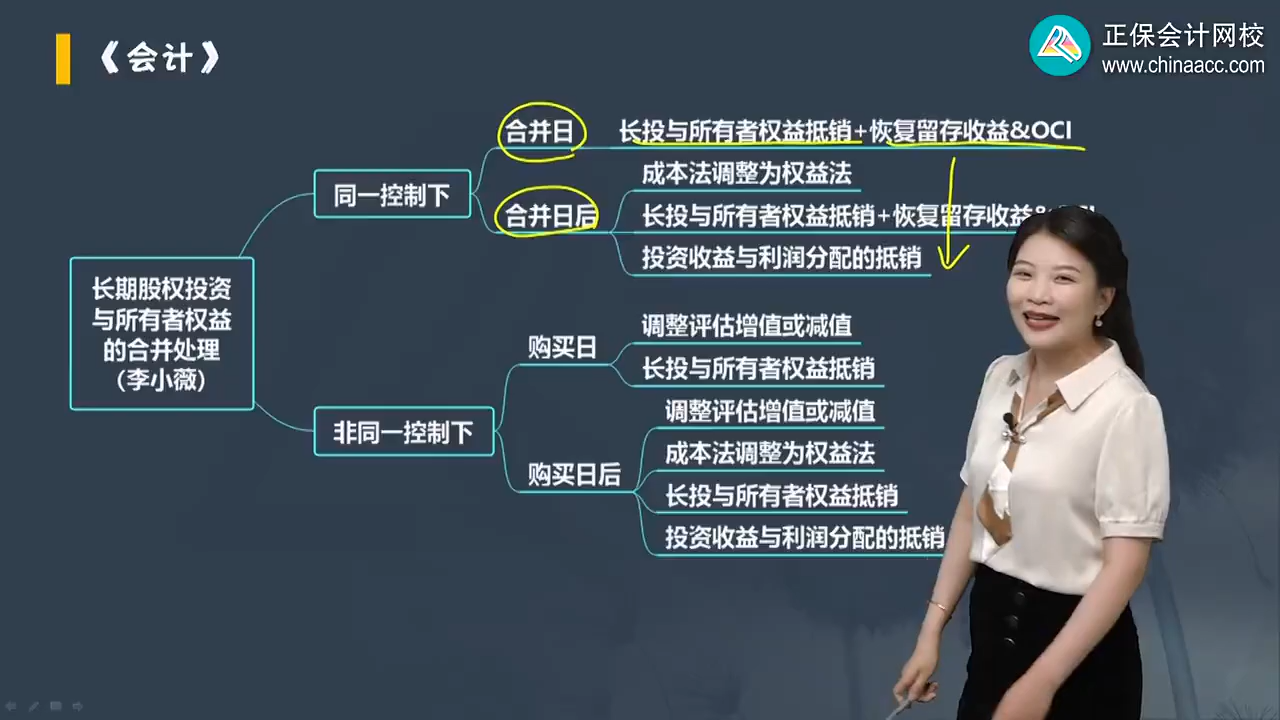 《会计》
正保会计网校
www.chinaacc.com
长期股权投资
与所有者权益
的合并处理
（李小薇）
同一控制下
合并日
长投与所有者权益抵销+恢复留存收益&OCI
合并日后
成本法调整为权益法
长投与所有者权益抵销+恢复留存收益&
投资收益与利润分配的抵销
非同一控制下
购买日
调整评估增值或减值
长投与所有者权益抵销
购买日后
调整评估增值或减值
成本法调整为权益法
长投与所有者权益抵销
投资收益与利润分配的抵销